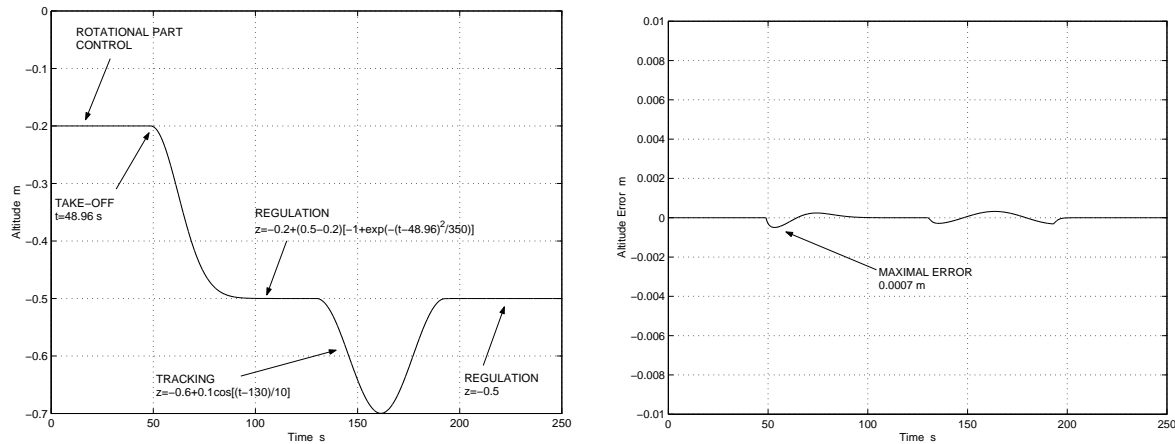 0
−0.1
−0.2
−0.3
−0.4
−0.5
−0.6
−0.7
Altitude m
ROTATIONAL PART
CONTROL
TAKE−OFF
t=48.96 s
REGULATION
z=−0.2+(0.5−0.2)[−1+exp(−(t−48.96)²/350)]
TRACKING
z=−0.6+0.1cos[(t−130)/10]
REGULATION
z=−0.5
0 50 100 150 200 250
Time s
0.01
0.008
0.006
0.004
0.002
0
−0.002
−0.004
−0.006
−0.008
−0.01
Altitude Error m
MAXIMAL ERROR
0.0007 m
0 50 100 150 200 250
Time s